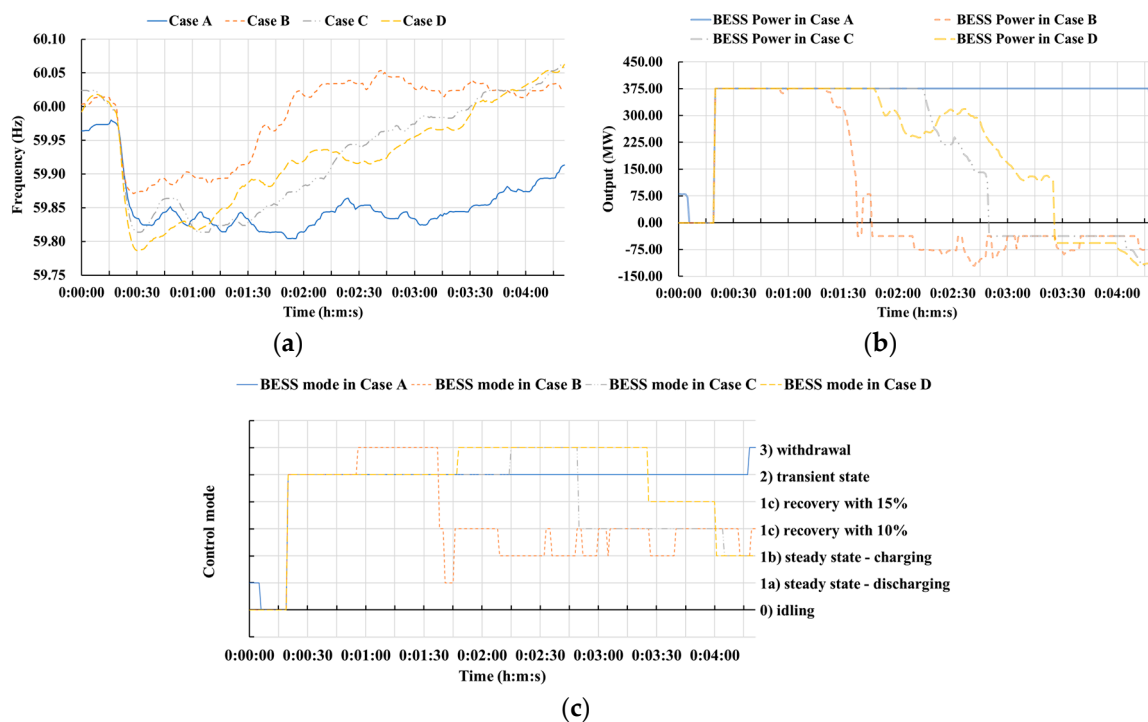 Case A Case B Case C Case D
60.10
60.05
60.00
59.95
59.90
59.85
59.80
59.75
Frequency (Hz)
0:00:00 0:00:30 0:01:00 0:01:30 0:02:00 0:02:30 0:03:00 0:03:30 0:04:00
Time (h:m:s)
(a)
BESS Power in Case A BESS Power in Case B
BESS Power in Case C BESS Power in Case D
450.00
375.00
300.00
225.00
150.00
75.00
0.00
-75.00
-150.00
Output (MW)
0:00:00 0:00:30 0:01:00 0:01:30 0:02:00 0:02:30 0:03:00 0:03:30 0:04:00
Time (h:m:s)
(b)
BESS mode in Case A BESS mode in Case B BESS mode in Case C BESS mode in Case D
Control mode
3) withdrawal
2) transient state
1c) recovery with 15%
1c) recovery with 10%
1b) steady state - charging
1a) steady state - discharging
0) idling
0:00:00 0:00:30 0:01:00 0:01:30 0:02:00 0:02:30 0:03:00 0:03:30 0:04:00
Time (h:m:s)
(c)